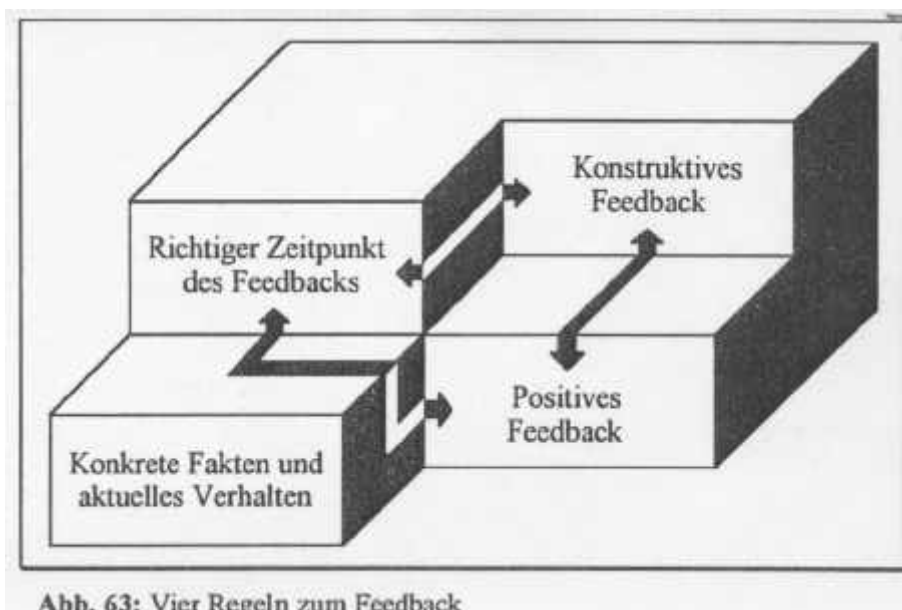 Konstruktives
Feedback
Richtiger Zeitpunkt
des Feedbacks
Positives
Feedback
Konkrete Fakten und
aktuelles Verhalten
Abb. 63: Vier Regeln zum Feedback